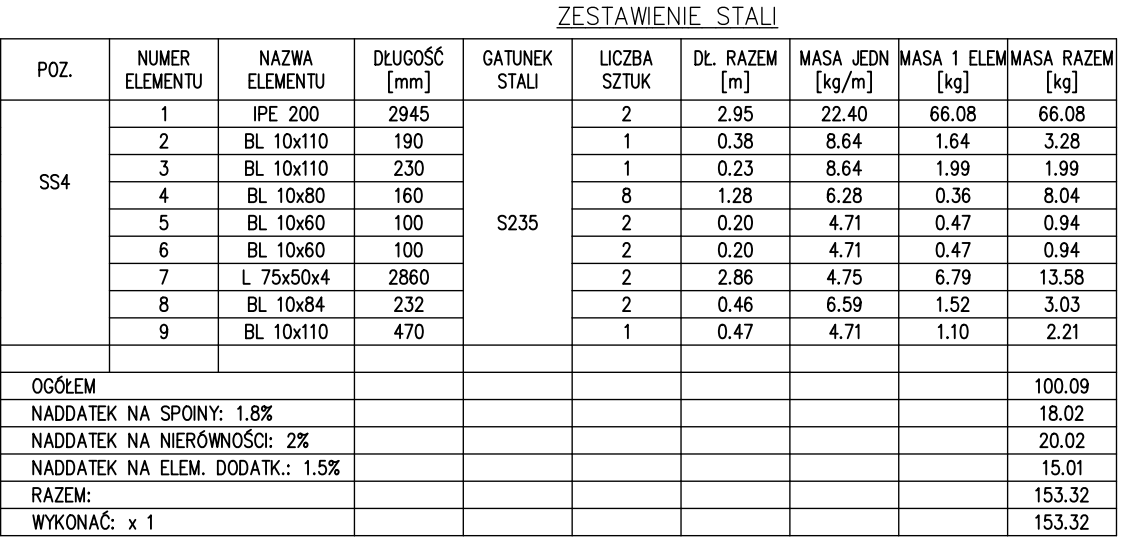 ZESTAWIENIE STALI
POZ. NUMER ELEMENTU NAZWA ELEMENTU DŁUGOŚĆ [mm] GATUNEK STALI LICZBA SZTUK DŁ. RAZEM [m] MASA JEDN [kg/m] MASA 1 ELEM [kg] MASA RAZEM [kg]
1 IPE 200 2945 2 2.95 22.40 66.08 66.08
2 BL 10x110 190 1 0.38 8.64 1.64 3.28
3 BL 10x110 230 1 0.23 8.64 1.99 1.99
SS4
4 BL 10x80 160 8 1.28 6.28 0.36 8.04
5 BL 10x60 100 S235 2 0.20 4.71 0.47 0.94
6 BL 10x60 100 2 0.20 4.71 0.47 0.94
7 L 75x50x4 2860 2 2.86 4.75 6.79 13.58
8 BL 10x84 232 2 0.46 6.59 1.52 3.03
9 BL 10x110 470 1 0.47 4.71 1.10 2.21
OGÓŁEM 100.09
NADDATEK NA SPOINY: 1.8% 18.02
NADDATEK NA NIERÓWNOŚCI: 2% 20.02
NADDATEK NA ELEM. DODATK.: 1.5% 15.01
RAZEM: 153.32
WYKONAĆ: x 1 153.32